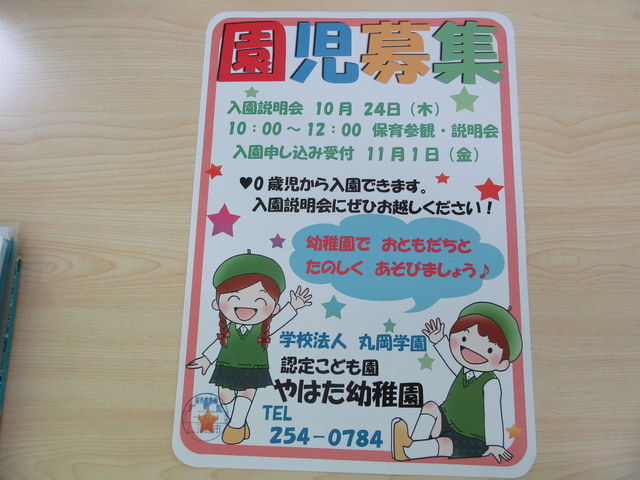 園児募集
入園説明会 10月 24日（木）
10：00～12：00 保育参観・説明会
入園申し込み受付 11月1日（金）
♥0歳児から入園できます。
入園説明会にぜひお越しください！
幼稚園で おともだちと
たのしく あそびましょう♪
学校法人 丸岡学園
認定こども園
やはた幼稚園
TEL
254－0784